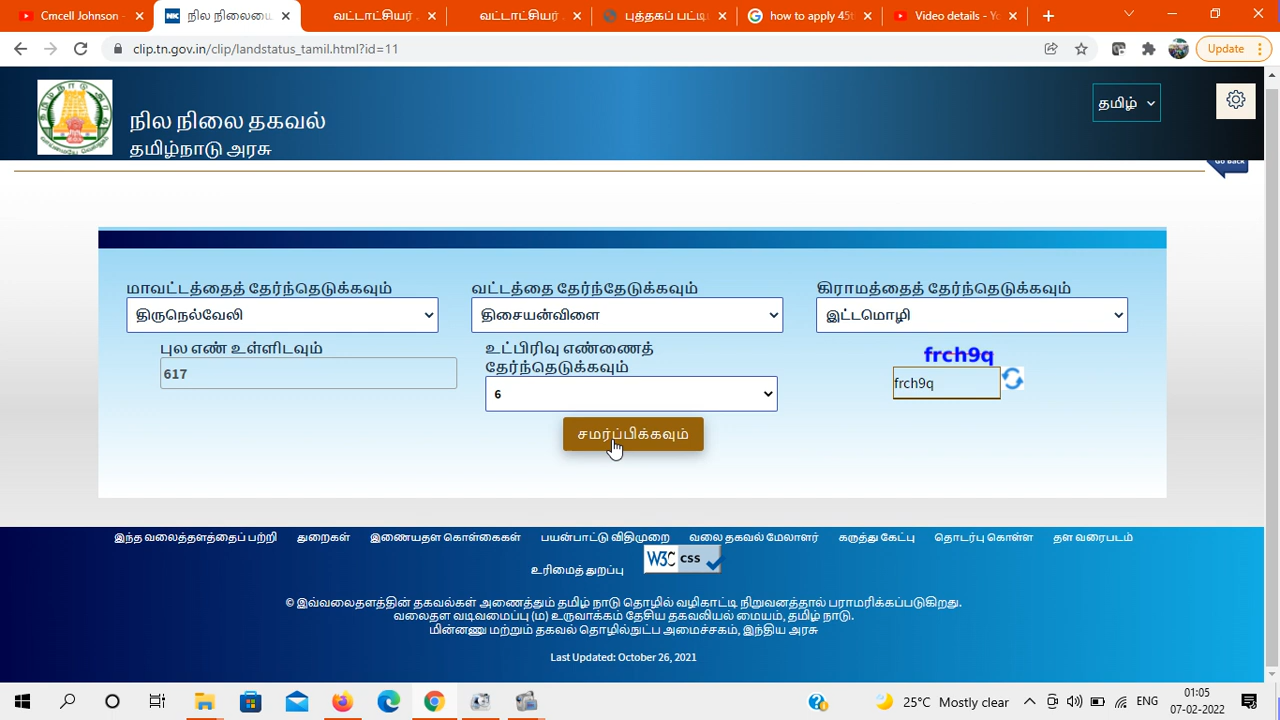 Cmcell Johnson -
நில நிலையை
வட்டாட்சியர்
வட்டாட்சியர்
புத்தகப் பட்டி
how to apply 45t
Video details - Yo
clip.tn.gov.in/clip/landstatus_tamil.html?id=11
Update
நில நிலை தகவல்
தமிழ்நாடு அரசு
தமிழ்
Go Back
மாவட்டத்தைத் தேர்ந்தெடுக்கவும்
வட்டத்தை தேர்ந்தேடுக்கவும்
கிராமத்தைத் தேர்ந்தெடுக்கவும்
திருநெல்வேலி
திசையன்விளை
இட்டமொழி
புல எண் உள்ளிடவும்
617
உட்பிரிவு எண்ணைத்
தேர்ந்தெடுக்கவும்
6
frch9q
frch9q
சமர்ப்பிக்கவும்
இந்த வலைத்தளத்தைப் பற்றி துறைகள் இணையதள கொள்கைகள் பயன்பாட்டு விதிமுறை வலை தகவல் மேலாளர் கருத்து கேட்பு தொடர்பு கொள்ள தள வரைபடம்
உரிமைத் துறப்பு W3C css
© இவ்வலைதளத்தின் தகவல்கள் அனைத்தும் தமிழ் நாடு தொழில் வழிகாட்டி நிறுவனத்தால் பராமரிக்கப்படுகிறது.
வலைதள வடிவமைப்பு (ம) உருவாக்கம் தேசிய தகவலியல் மையம், தமிழ் நாடு.
மின்னணு மற்றும் தகவல் தொழில்நுட்ப அமைச்சகம், இந்திய அரசு
Last Updated: October 26, 2021
25°C Mostly clear
ENG
01:05
07-02-2022